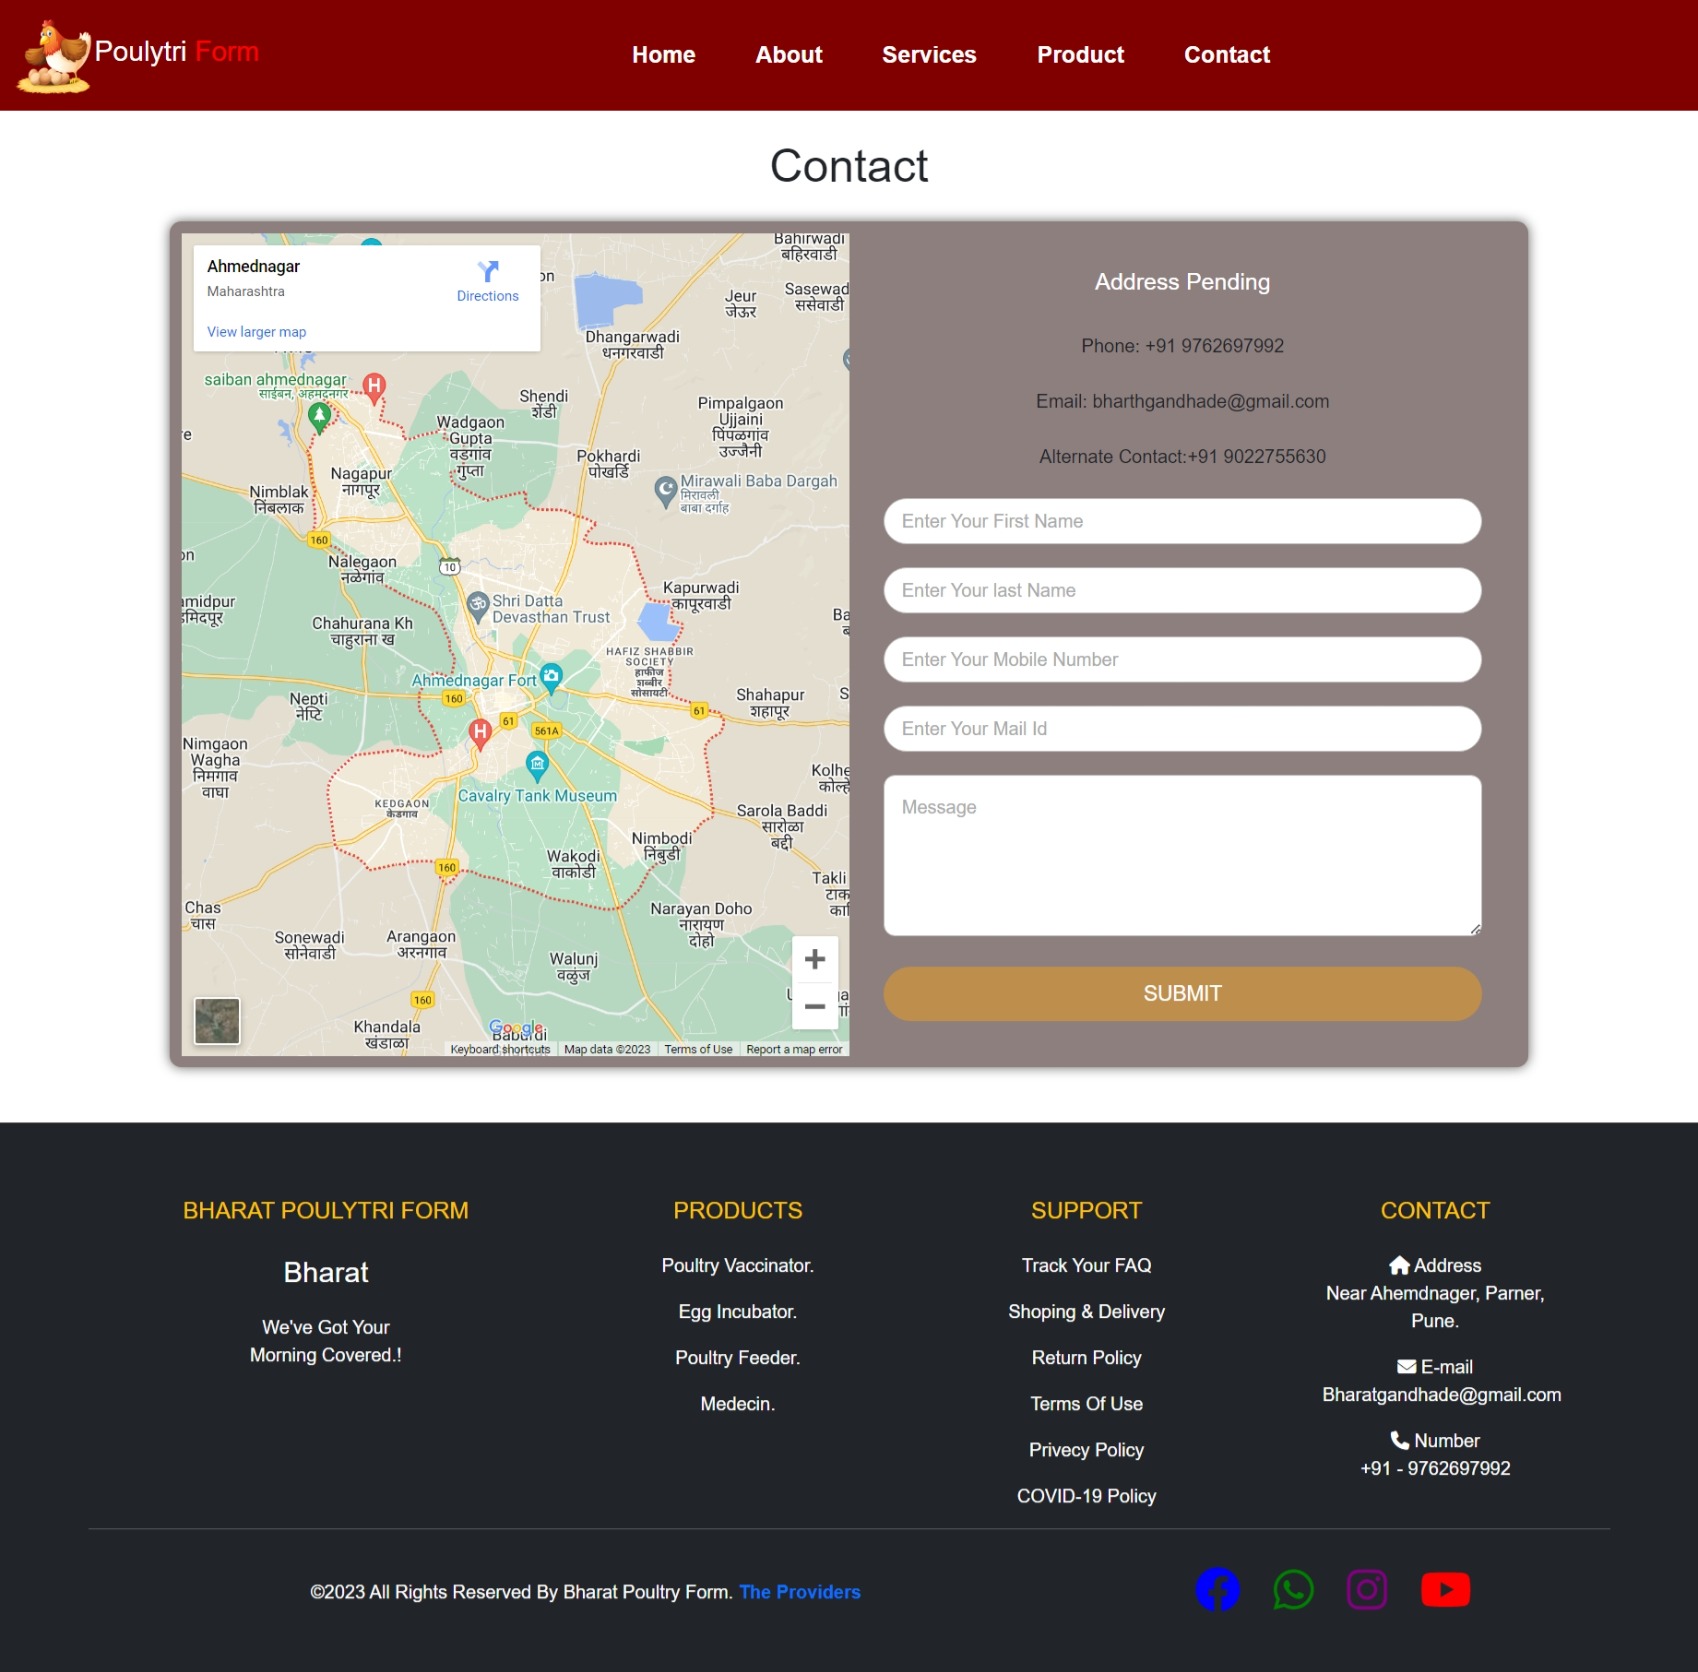 Poulytri Form
Home
About
Services
Product
Contact
Contact
Ahmednagar
Maharashtra
Directions
View larger map
Bahirwadi
बहिरवाडी
Jeur
जेऊर
Sasewad
ससेवाडी
Dhangarwadi
धनगरवाडी
saiban ahmednagar
साईबन, अहमदनगर
H
Shendi
शेंडी
Wadgaon
Gupta
वडगांव
गुप्ता
Pimpalgaon
Ujjaini
पिंपळगांव
उज्जैनी
Pokhardi
पोखर्डि
Nagapur
नागपूर
Mirawali Baba Dargah
मिरावली
बाबा दर्गाह
Nimblak
निंबलाक
160
Nalegaon
नळेगांव
10
Kapurwadi
कापूरवाडी
Shri Datta
Devasthan Trust
Chahurana Kh
चाहुराना ख
HAFIZ SHABBIR
SOCIETY
हाफीज
शब्बीर
सोसायटी
Ahmednagar Fort
160
Nepti
नेप्टि
Shahapur
शहापूर
61
61
561A
H
Nimgaon
Wagha
निमगाव
वाघा
Cavalry Tank Museum
KEDGAON
केडगाव
Sarola Baddi
सारोळा
बद्दी
Nimbodi
निंबुडी
Wakodi
वाकोडी
160
Takli
Narayan Doho
नारायण
दोहो
Chas
चास
Sonewadi
सोनेवाडी
Arangaon
अरनगाव
Walunj
वळुंज
160
Khandala
खंडाळा
Google
Keyboard shortcuts
Map data ©2023
Terms of Use
Report a map error
Address Pending
Phone: +91 9762697992
Email: bharthgandhade@gmail.com
Alternate Contact:+91 9022755630
Enter Your First Name
Enter Your last Name
Enter Your Mobile Number
Enter Your Mail Id
Message
SUBMIT
BHARAT POULYTRI FORM
Bharat
We've Got Your
Morning Covered.!
PRODUCTS
Poultry Vaccinator.
Egg Incubator.
Poultry Feeder.
Medecin.
SUPPORT
Track Your FAQ
Shoping & Delivery
Return Policy
Terms Of Use
Privecy Policy
COVID-19 Policy
CONTACT
Address
Near Ahemdnager, Parner,
Pune.
E-mail
Bharatgandhade@gmail.com
Number
+91 - 9762697992
©2023 All Rights Reserved By Bharat Poultry Form. The Providers